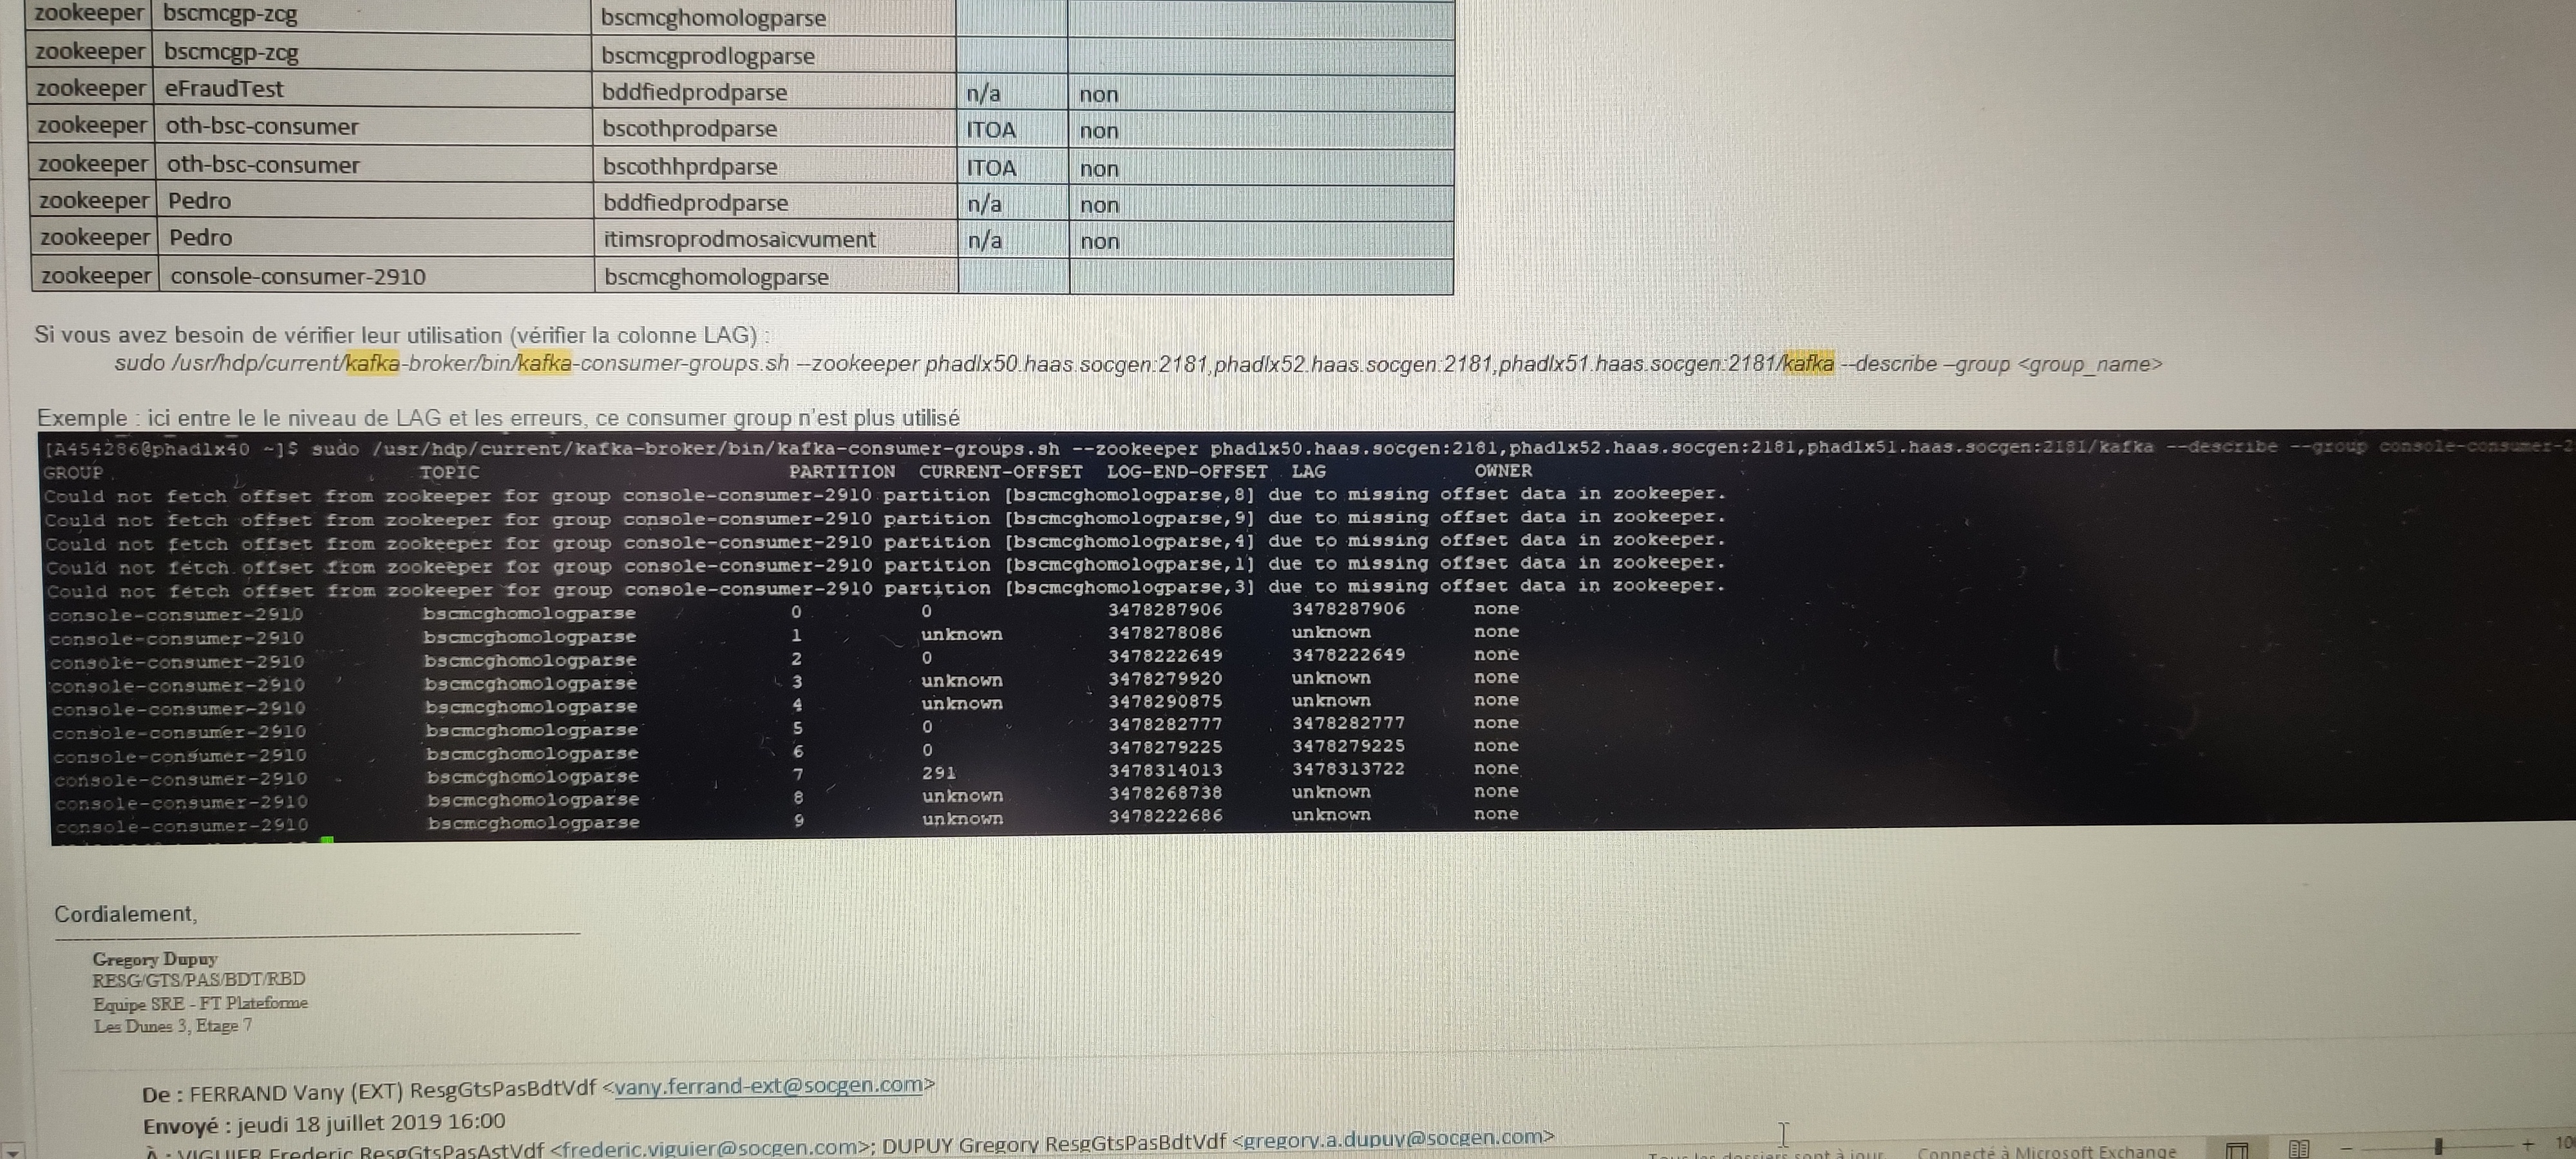 zookeeper bscmcgp-zcg bscmcghomologparse
zookeeper bscmcgp-zcg bscmcgprodlogparse
zookeeper eFraudTest bddfiedprodparse n/a non
zookeeper oth-bsc-consumer bscothprodparse ITOA non
zookeeper oth-bsc-consumer bscothhprdparse ITOA non
zookeeper Pedro bddfiedprodparse n/a non
zookeeper Pedro itimsroprodmosaicvument n/a non
zookeeper console-consumer-2910 bscmcghomologparse
Si vous avez besoin de vérifier leur utilisation (vérifier la colonne LAG) :
sudo /usr/hdp/current/kafka-broker/bin/kafka-consumer-groups.sh --zookeeper phadlx50.haas.socgen:2181,phadlx52.haas.socgen:2181,phadlx51.haas.socgen:2181/kafka --describe –group <group_name>
Exemple : ici entre le le niveau de LAG et les erreurs, ce consumer group n'est plus utilisé
[A454286@phadlx40 ~]$ sudo /usr/hdp/current/kafka-broker/bin/kafka-consumer-groups.sh --zookeeper phadlx50.haas.socgen:2181,phadlx52.haas.socgen:2181,phadlx51.haas.socgen:2181/kafka --describe --group console-consumer-2
GROUP TOPIC PARTITION CURRENT-OFFSET LOG-END-OFFSET LAG OWNER
Could not fetch offset from zookeeper for group console-consumer-2910 partition [bscmcghomologparse,8] due to missing offset data in zookeeper.
Could not fetch offset from zookeeper for group console-consumer-2910 partition [bscmcghomologparse,9] due to missing offset data in zookeeper.
Could not fetch offset from zookeeper for group console-consumer-2910 partition [bscmcghomologparse,4] due to missing offset data in zookeeper.
Could not fetch offset from zookeeper for group console-consumer-2910 partition [bscmcghomologparse,1] due to missing offset data in zookeeper.
Could not fetch offset from zookeeper for group console-consumer-2910 partition [bscmcghomologparse,3] due to missing offset data in zookeeper.
console-consumer-2910 bscmcghomologparse 0 0 3478287906 3478287906 none
console-consumer-2910 bscmcghomologparse 1 unknown 3478278086 unknown none
console-consumer-2910 bscmcghomologparse 2 0 3478222649 3478222649 none
console-consumer-2910 bscmcghomologparse 3 unknown 3478279920 unknown none
console-consumer-2910 bscmcghomologparse 4 unknown 3478290875 unknown none
console-consumer-2910 bscmcghomologparse 5 0 3478282777 3478282777 none
console-consumer-2910 bscmcghomologparse 6 0 3478279225 3478279225 none
console-consumer-2910 bscmcghomologparse 7 291 3478314013 3478313722 none
console-consumer-2910 bscmcghomologparse 8 unknown 3478268738 unknown none
console-consumer-2910 bscmcghomologparse 9 unknown 3478222686 unknown none
Cordialement,
Gregory Dupuy
RESG/GTS/PAS/BDT/RBD
Equipe SRE - FT Plateforme
Les Dunes 3, Etage 7
De : FERRAND Vany (EXT) ResgGtsPasBdtVdf <vany.ferrand-ext@socgen.com>
Envoyé : jeudi 18 juillet 2019 16:00
À : VIGUIER Frederic ResgGtsPasAstVdf <frederic.viguier@socgen.com>; DUPUY Gregory ResgGtsPasBdtVdf <gregory.a.dupuy@socgen.com>
Tous les dossiers sont à jour. Connecté à Microsoft Exchange